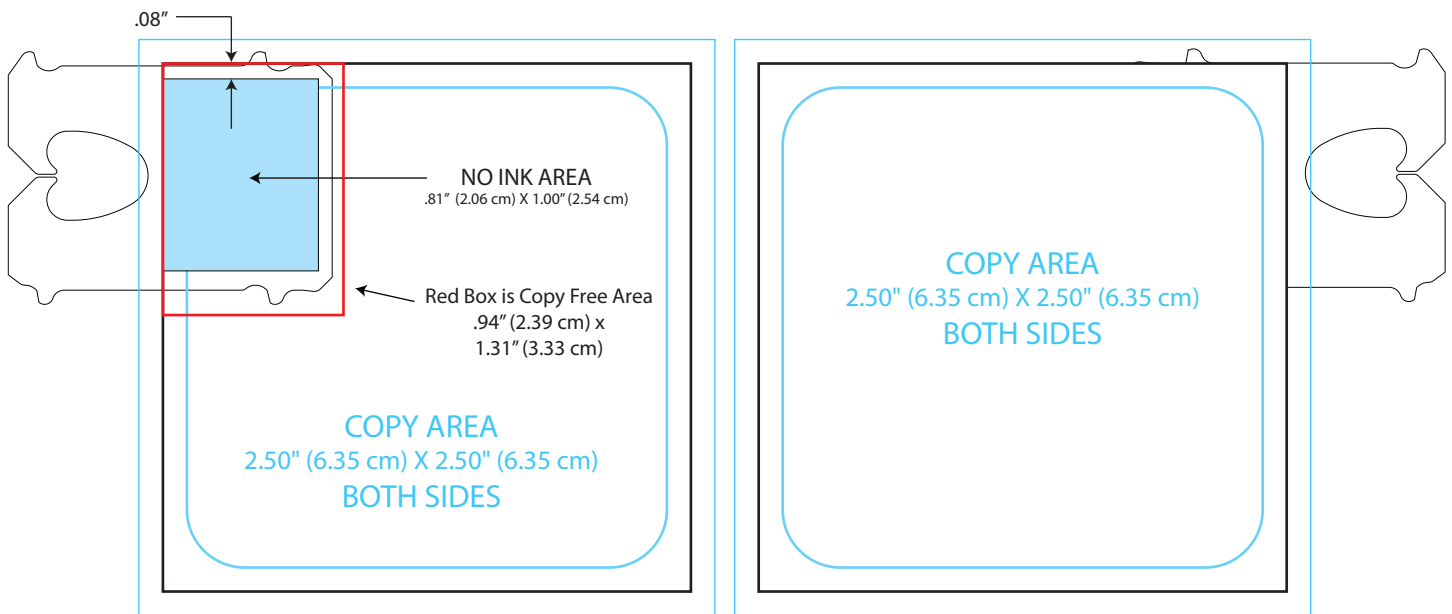 .08”
NO INK AREA
.81” (2.06 cm) X 1.00” (2.54 cm)
Red Box is Copy Free Area
.94” (2.39 cm) x
1.31” (3.33 cm)
COPY AREA
2.50" (6.35 cm) X 2.50" (6.35 cm)
BOTH SIDES
COPY AREA
2.50" (6.35 cm) X 2.50" (6.35 cm)
BOTH SIDES